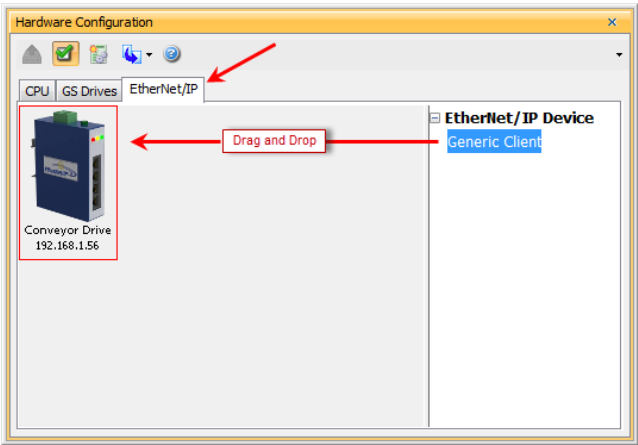 Hardware Configuration
CPU
GS Drives
EtherNet/IP
EtherNet/IP Device
Drag and Drop
Generic Client
Conveyor Drive
192.168.1.56